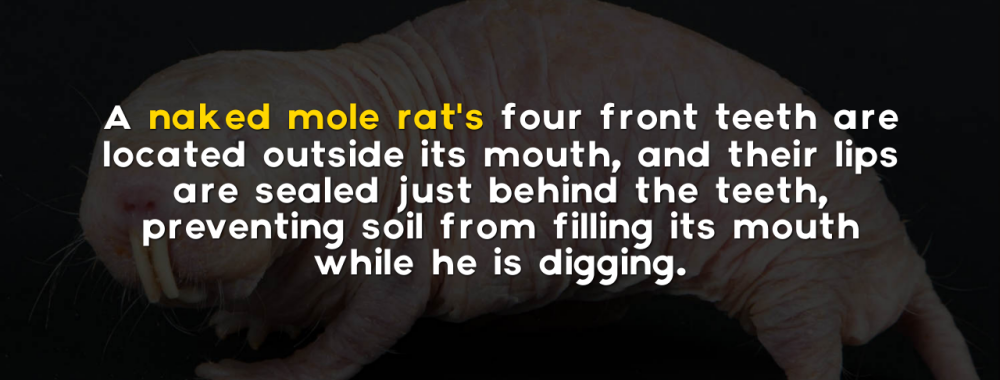 A naked mole rat's four front teeth are
located outside its mouth, and their lips
are sealed just behind the teeth,
preventing soil from filling its mouth
while he is digging.